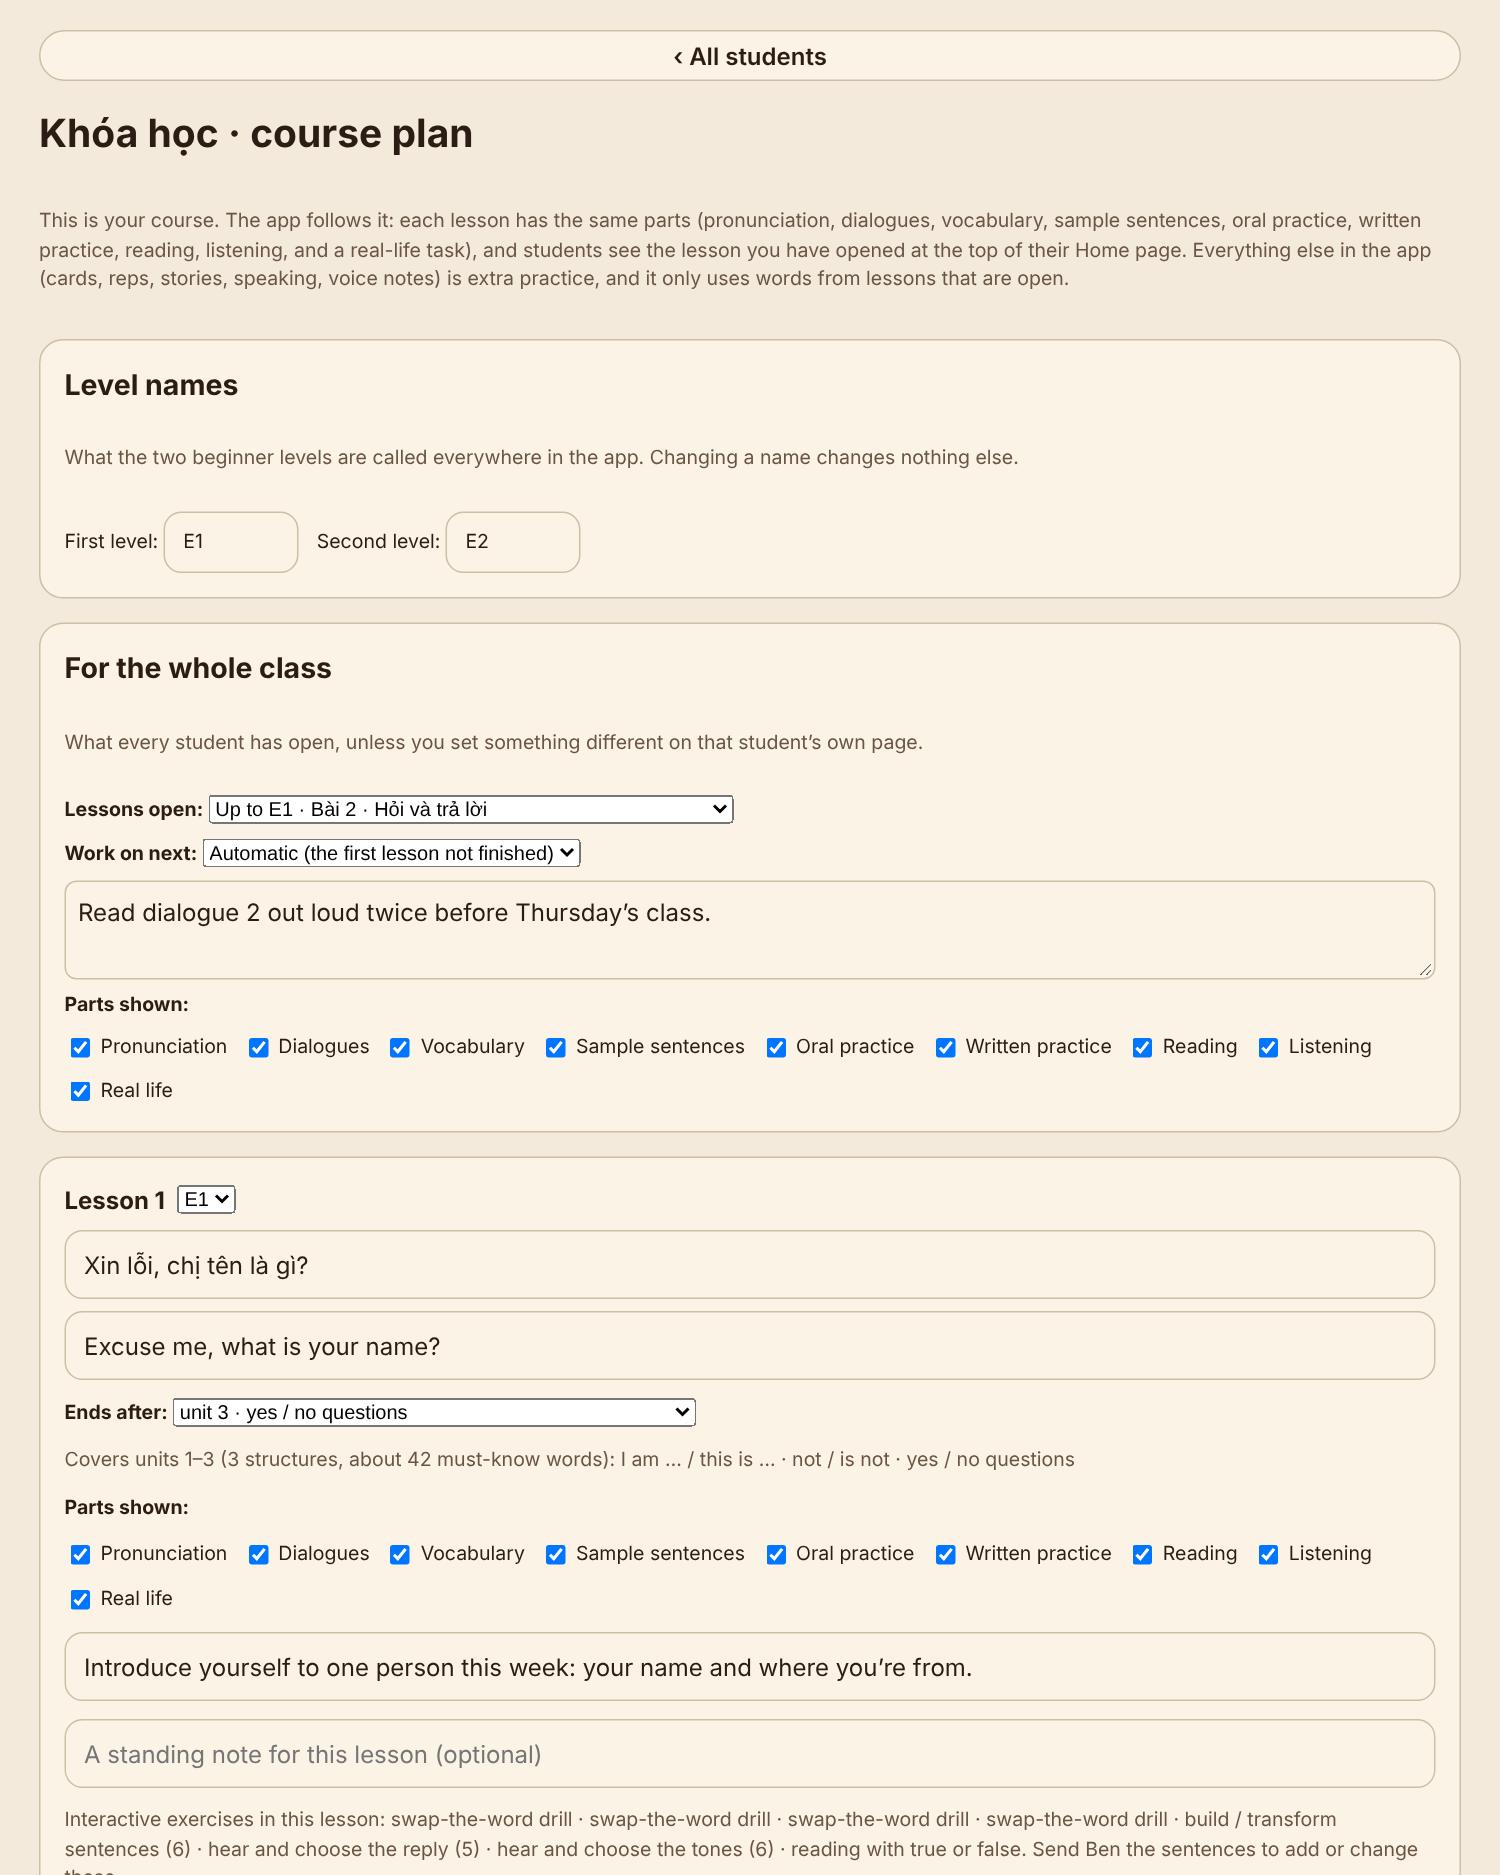 ‹ All students
Khóa học · course plan
This is your course. The app follows it: each lesson has the same parts (pronunciation, dialogues, vocabulary, sample sentences, oral practice, written
practice, reading, listening, and a real-life task), and students see the lesson you have opened at the top of their Home page. Everything else in the app
(cards, reps, stories, speaking, voice notes) is extra practice, and it only uses words from lessons that are open.
Level names
What the two beginner levels are called everywhere in the app. Changing a name changes nothing else.
First level: E1 Second level: E2
For the whole class
What every student has open, unless you set something different on that student’s own page.
Lessons open: Up to E1 · Bài 2 · Hỏi và trả lời
Work on next: Automatic (the first lesson not finished)
Read dialogue 2 out loud twice before Thursday’s class.
Parts shown:
Pronunciation Dialogues Vocabulary Sample sentences Oral practice Written practice Reading Listening
Real life
Lesson 1 E1
Xin lỗi, chị tên là gì?
Excuse me, what is your name?
Ends after: unit 3 · yes / no questions
Covers units 1–3 (3 structures, about 42 must-know words): I am … / this is … · not / is not · yes / no questions
Parts shown:
Pronunciation Dialogues Vocabulary Sample sentences Oral practice Written practice Reading Listening
Real life
Introduce yourself to one person this week: your name and where you’re from.
A standing note for this lesson (optional)
Interactive exercises in this lesson: swap-the-word drill · swap-the-word drill · swap-the-word drill · swap-the-word drill · build / transform
sentences (6) · hear and choose the reply (5) · hear and choose the tones (6) · reading with true or false. Send Ben the sentences to add or change